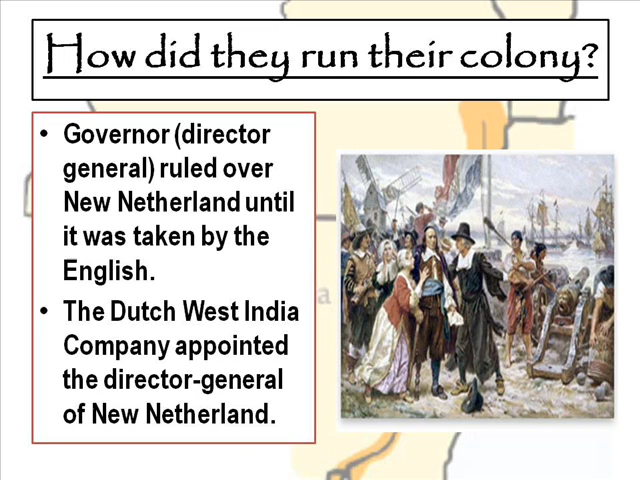 How did they run their colony?
• Governor (director
general) ruled over
New Netherland until
it was taken by the
English.
• The Dutch West India
Company appointed
the director-general
of New Netherland.
a